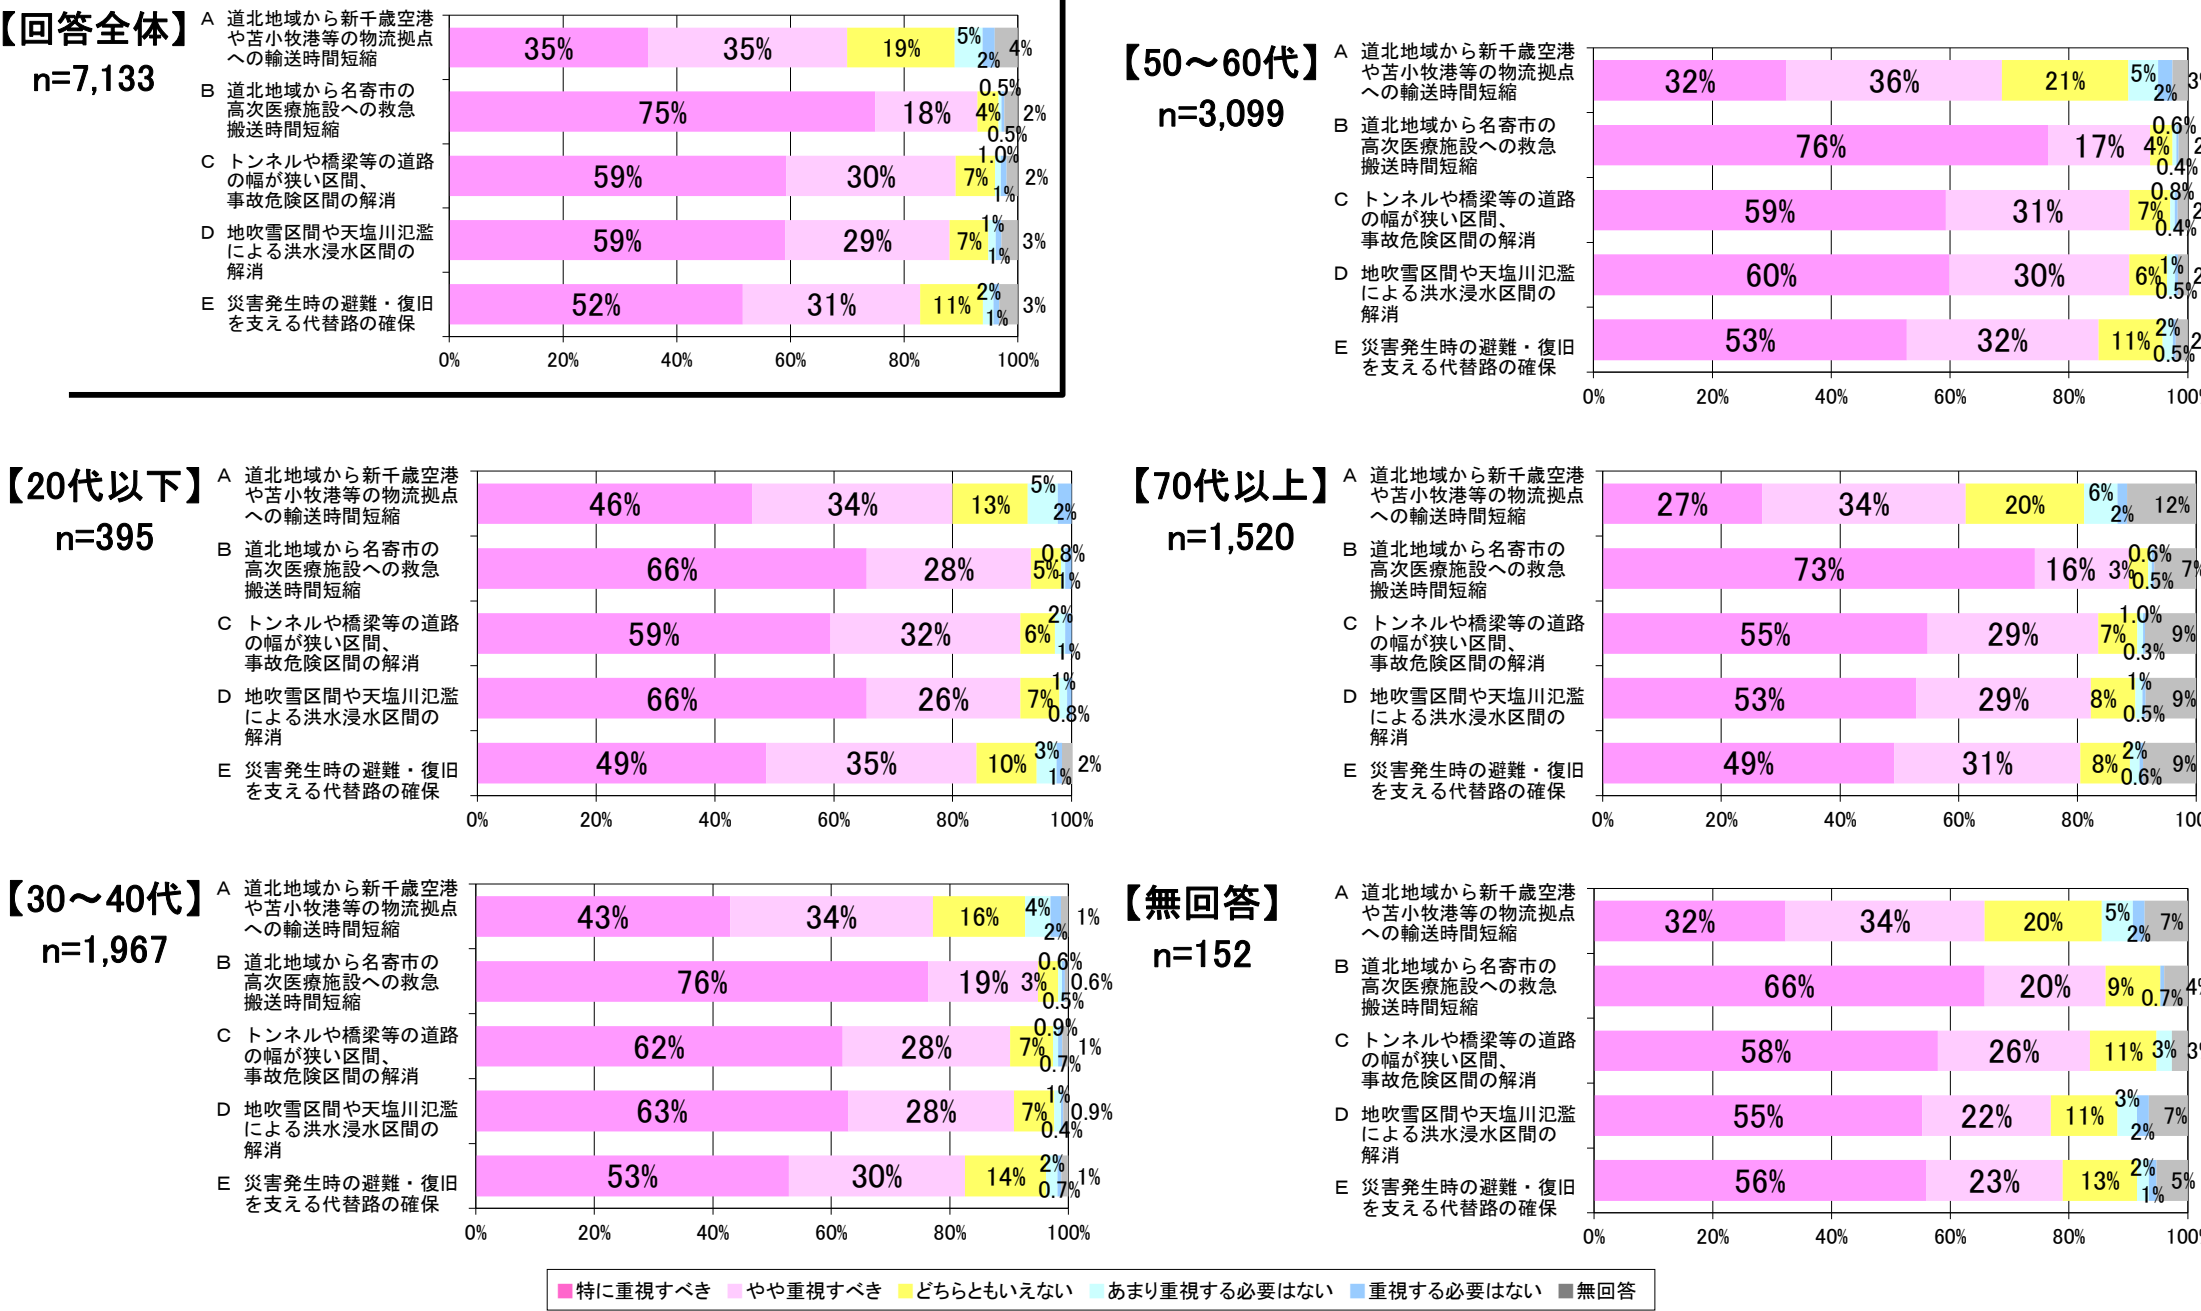 【回答全体】
n=7,133
A 道北地域から新千歳空港
や苫小牧港等の物流拠点
への輸送時間短縮
35% 35% 19% 5% 2% 4%
B 道北地域から名寄市の
高次医療施設への救急
搬送時間短縮
75% 18% 4% 0.5% 0.5% 2%
C トンネルや橋梁等の道路
の幅が狭い区間、
事故危険区間の解消
59% 30% 7% 1.0% 1% 2%
D 地吹雪区間や天塩川氾濫
による洪水浸水区間の
解消
59% 29% 7% 1% 1% 3%
E 災害発生時の避難・復旧
を支える代替路の確保
52% 31% 11% 2% 1% 3%
0% 20% 40% 60% 80% 100%
【50～60代】
n=3,099
A 道北地域から新千歳空港
や苫小牧港等の物流拠点
への輸送時間短縮
32% 36% 21% 5% 2% 3
B 道北地域から名寄市の
高次医療施設への救急
搬送時間短縮
76% 17% 4% 0.6% 0.4% 2
C トンネルや橋梁等の道路
の幅が狭い区間、
事故危険区間の解消
59% 31% 7% 0.8% 0.4% 2
D 地吹雪区間や天塩川氾濫
による洪水浸水区間の
解消
60% 30% 6% 1% 0.5% 2
E 災害発生時の避難・復旧
を支える代替路の確保
53% 32% 11% 2% 0.5% 2
0% 20% 40% 60% 80% 100%
【20代以下】
n=395
A 道北地域から新千歳空港
や苫小牧港等の物流拠点
への輸送時間短縮
46% 34% 13% 5% 2%
B 道北地域から名寄市の
高次医療施設への救急
搬送時間短縮
66% 28% 5% 0.8% 1%
C トンネルや橋梁等の道路
の幅が狭い区間、
事故危険区間の解消
59% 32% 6% 2% 1%
D 地吹雪区間や天塩川氾濫
による洪水浸水区間の
解消
66% 26% 7% 1% 0.8%
E 災害発生時の避難・復旧
を支える代替路の確保
49% 35% 10% 3% 1% 2%
0% 20% 40% 60% 80% 100%
【70代以上】
n=1,520
A 道北地域から新千歳空港
や苫小牧港等の物流拠点
への輸送時間短縮
27% 34% 20% 6% 2% 12%
B 道北地域から名寄市の
高次医療施設への救急
搬送時間短縮
73% 16% 3% 0.6% 0.5% 7%
C トンネルや橋梁等の道路
の幅が狭い区間、
事故危険区間の解消
55% 29% 7% 1.0% 0.3% 9%
D 地吹雪区間や天塩川氾濫
による洪水浸水区間の
解消
53% 29% 8% 1% 0.5% 9%
E 災害発生時の避難・復旧
を支える代替路の確保
49% 31% 8% 2% 0.6% 9%
0% 20% 40% 60% 80% 100
【30～40代】
n=1,967
A 道北地域から新千歳空港
や苫小牧港等の物流拠点
への輸送時間短縮
43% 34% 16% 4% 2% 1%
B 道北地域から名寄市の
高次医療施設への救急
搬送時間短縮
76% 19% 3% 0.6% 0.5% 0.6%
C トンネルや橋梁等の道路
の幅が狭い区間、
事故危険区間の解消
62% 28% 7% 0.9% 0.7% 1%
D 地吹雪区間や天塩川氾濫
による洪水浸水区間の
解消
63% 28% 7% 1% 0.4% 0.9%
E 災害発生時の避難・復旧
を支える代替路の確保
53% 30% 14% 2% 0.7% 1%
0% 20% 40% 60% 80% 100%
【無回答】
n=152
A 道北地域から新千歳空港
や苫小牧港等の物流拠点
への輸送時間短縮
32% 34% 20% 5% 2% 7%
B 道北地域から名寄市の
高次医療施設への救急
搬送時間短縮
66% 20% 9% 0.7% 4%
C トンネルや橋梁等の道路
の幅が狭い区間、
事故危険区間の解消
58% 26% 11% 3% 3%
D 地吹雪区間や天塩川氾濫
による洪水浸水区間の
解消
55% 22% 11% 3% 2% 7%
E 災害発生時の避難・復旧
を支える代替路の確保
56% 23% 13% 2% 1% 5%
0% 20% 40% 60% 80% 100%
特に重視すべき やや重視すべき どちらともいえない あまり重視する必要はない 重視する必要はない 無回答